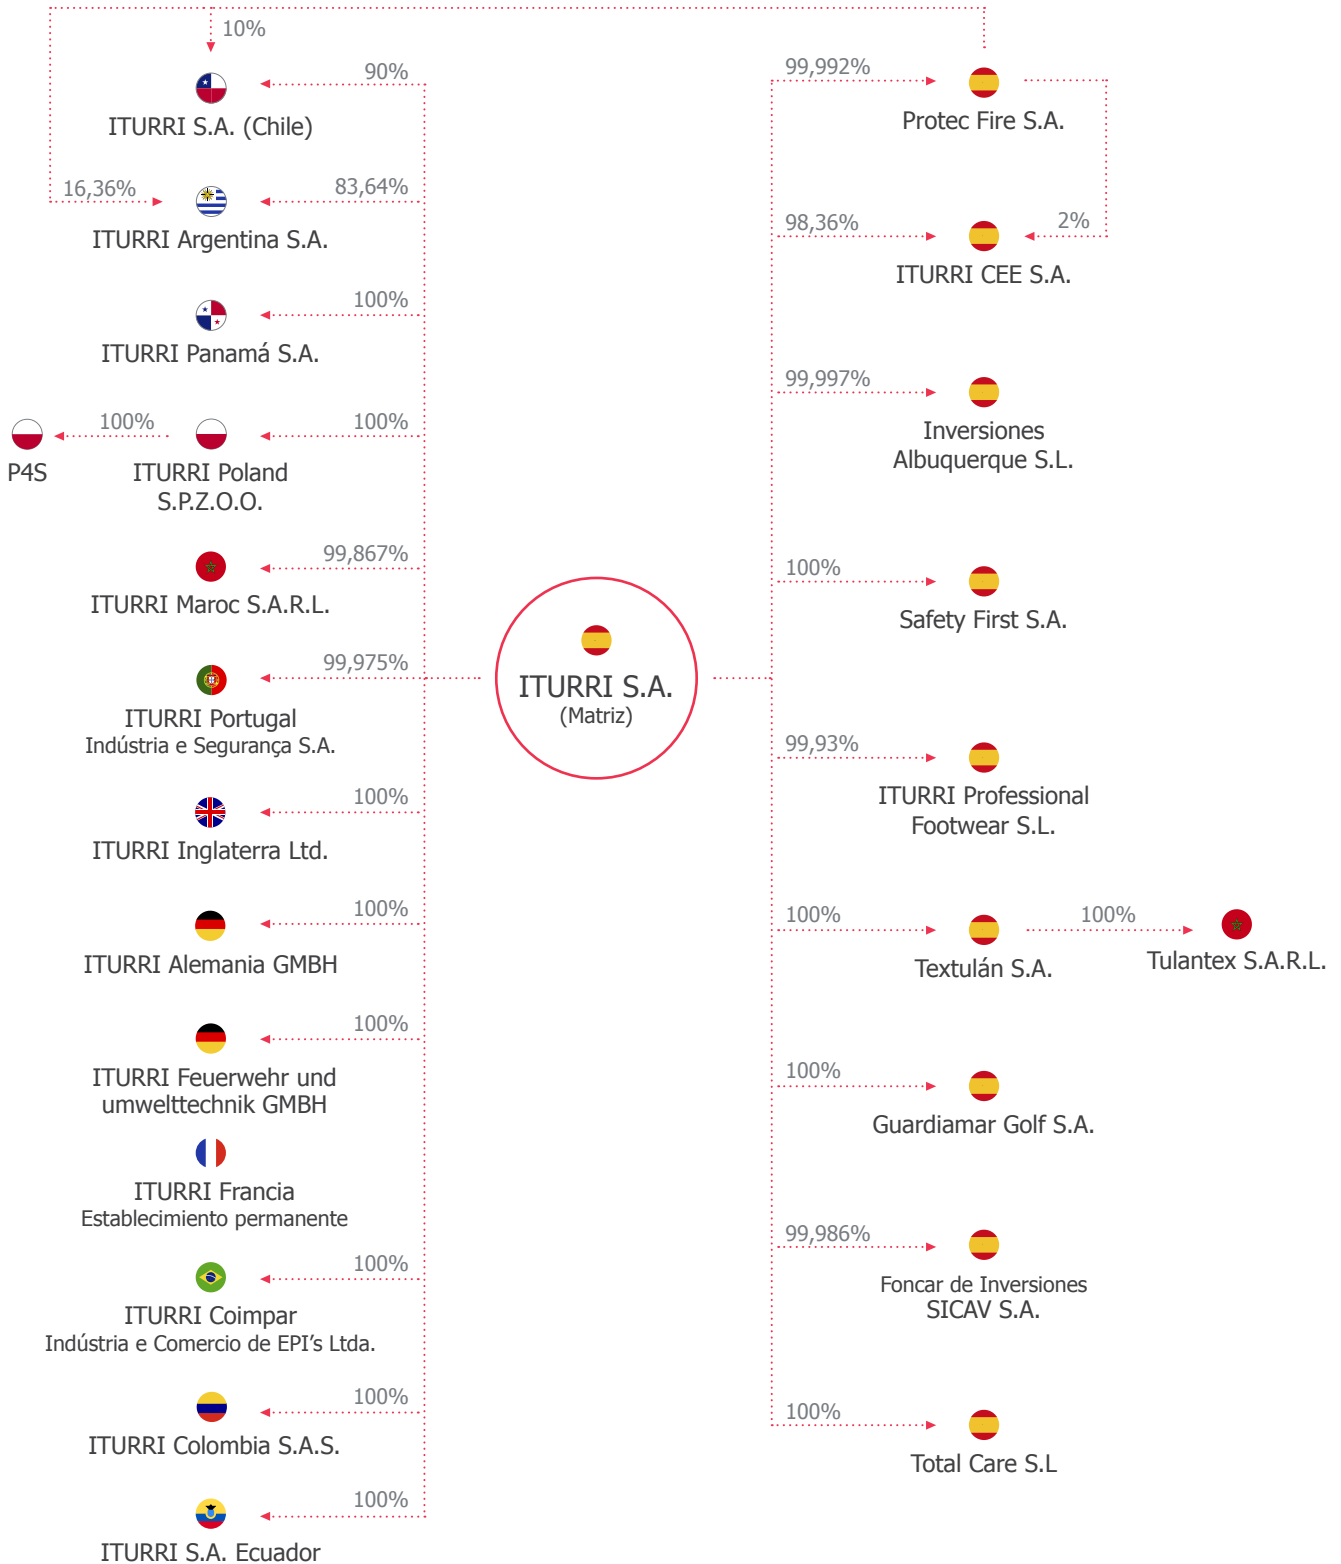 10%
90%
ITURRI S.A. (Chile)
16,36%
83,64%
ITURRI Argentina S.A.
100%
ITURRI Panamá S.A.
100%
P4S
100%
ITURRI Poland
S.P.Z.O.O.
99,867%
ITURRI Maroc S.A.R.L.
99,975%
ITURRI Portugal
Indústria e Segurança S.A.
100%
ITURRI Inglaterra Ltd.
100%
ITURRI Alemania GMBH
100%
ITURRI Feuerwehr und
umwelttechnik GMBH
ITURRI Francia
Establecimiento permanente
100%
ITURRI Coimpar
Indústria e Comercio de EPI's Ltda.
100%
ITURRI Colombia S.A.S.
100%
ITURRI S.A. Ecuador
ITURRI S.A.
(Matriz)
99,992%
Protec Fire S.A.
98,36%
2%
ITURRI CEE S.A.
99,997%
Inversiones
Albuquerque S.L.
100%
Safety First S.A.
99,93%
ITURRI Professional
Footwear S.L.
100%
Textulán S.A.
100%
Tulantex S.A.R.L.
100%
Guardiamar Golf S.A.
99,986%
Foncar de Inversiones
SICAV S.A.
100%
Total Care S.L